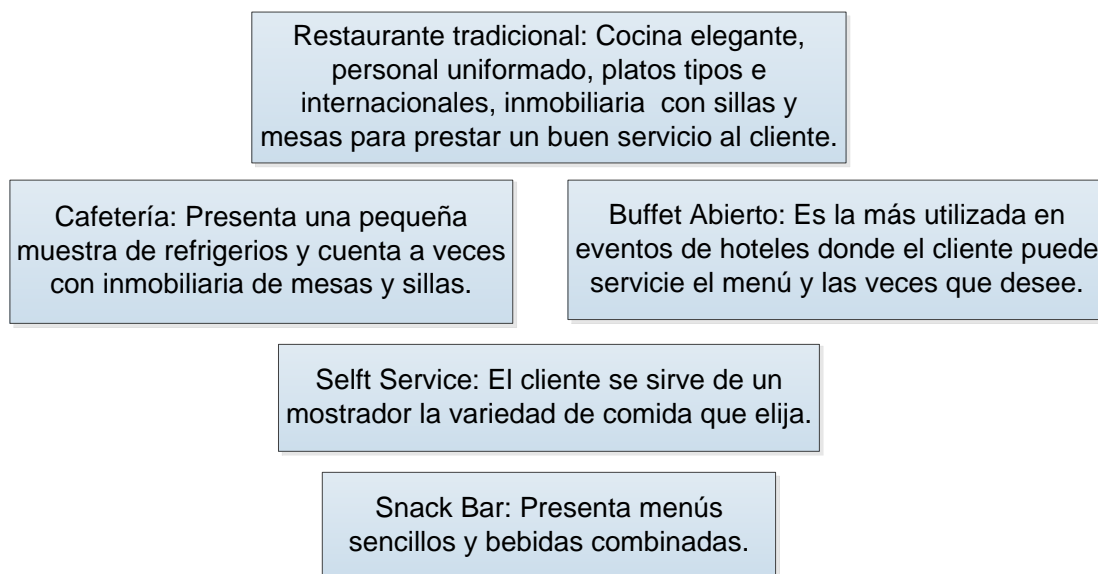 Restaurante tradicional: Cocina elegante,
personal uniformado, platos tipos e
internacionales, inmobiliaria con sillas y
mesas para prestar un buen servicio al cliente.
Cafetería: Presenta una pequeña
muestra de refrigerios y cuenta a veces
con inmobiliaria de mesas y sillas.
Buffet Abierto: Es la más utilizada en
eventos de hoteles donde el cliente puede
servicie el menú y las veces que desee.
Selft Service: El cliente se sirve de un
mostrador la variedad de comida que elija.
Snack Bar: Presenta menús
sencillos y bebidas combinadas.